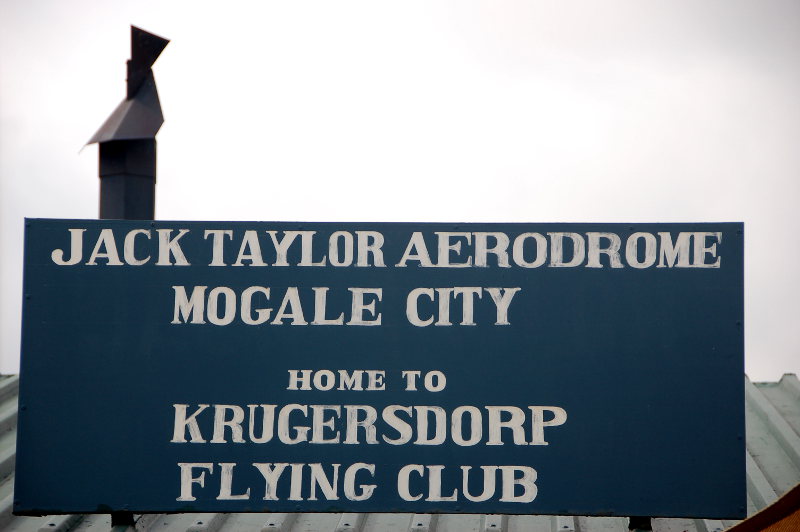 JACK TAYLOR AERODROME
MOGALE CITY
HOME TO
KRUGERSDORP
FLYING CLUB